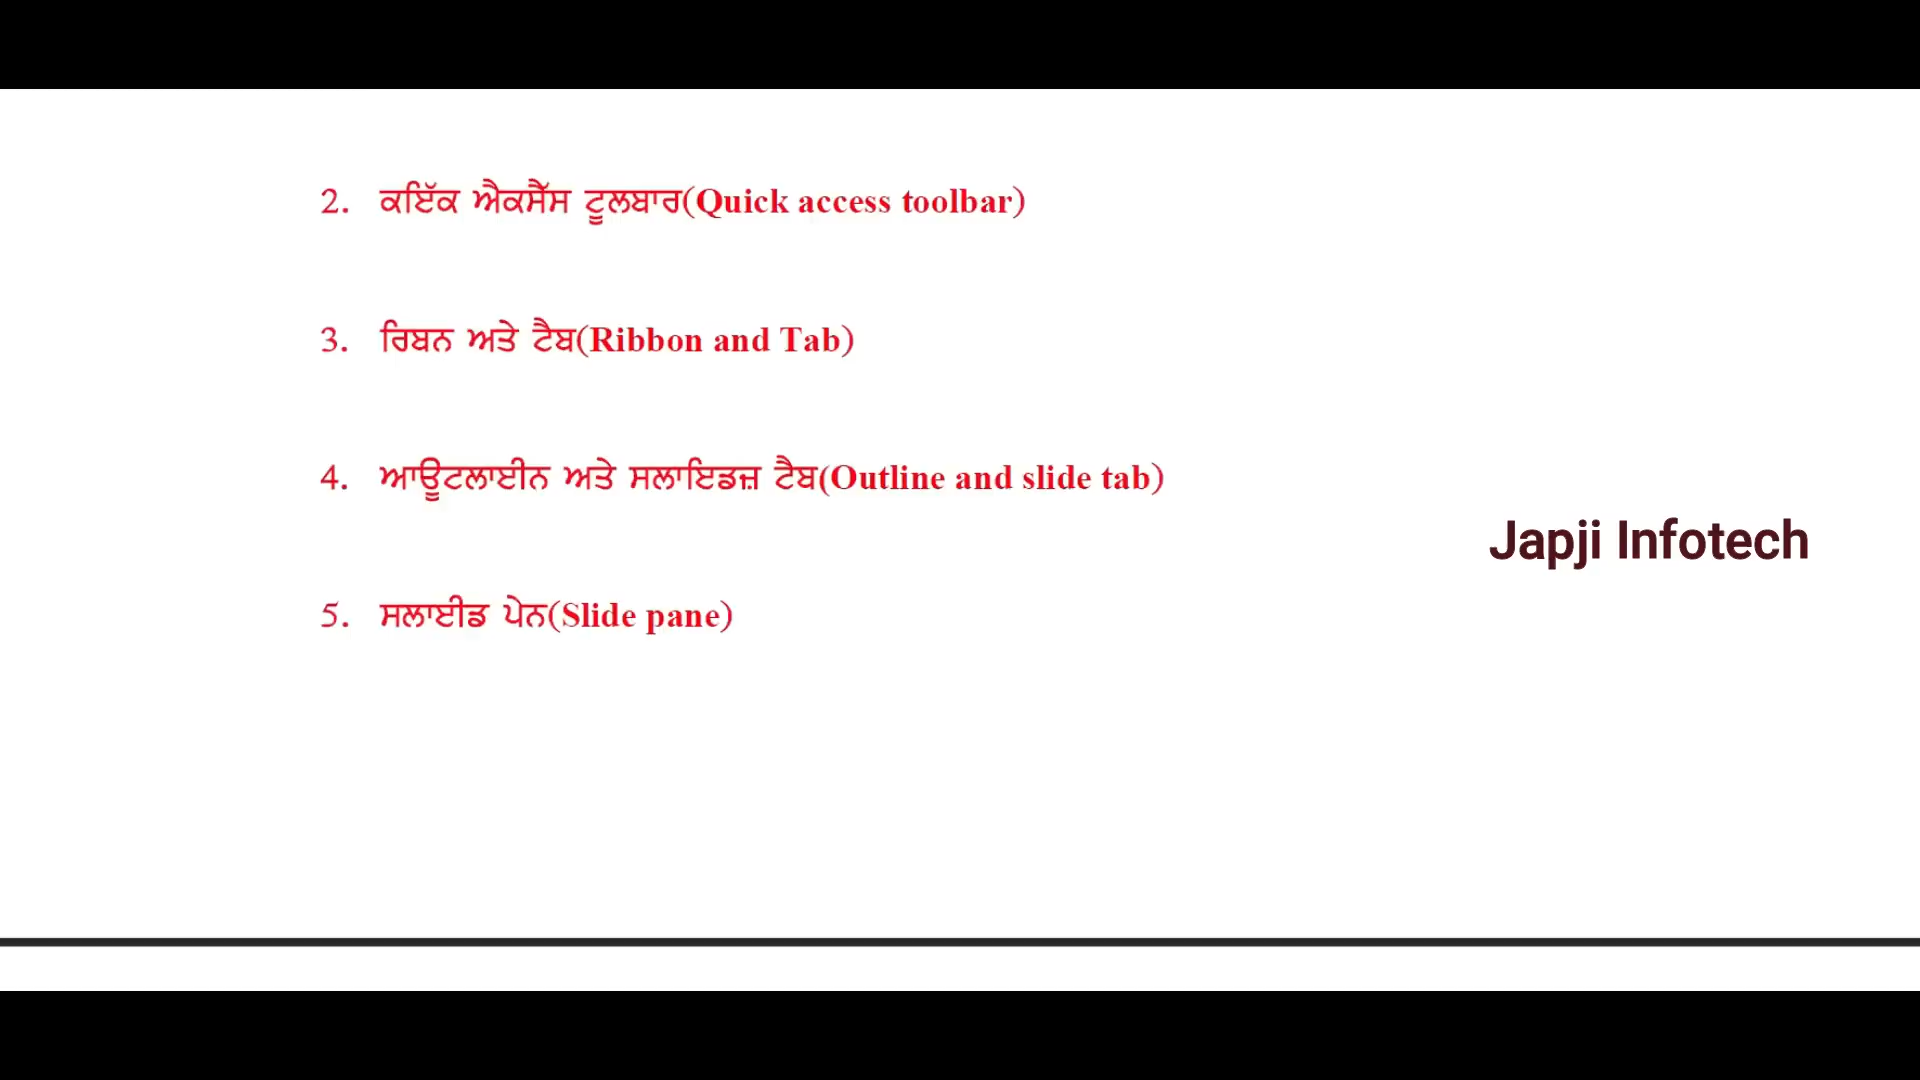 2. ਕਇੱਕ ਐਕਸੈੱਸ ਟੂਲਬਾਰ(Quick access toolbar)
3. ਰਿਬਨ ਅਤੇ ਟੈਬ(Ribbon and Tab)
4. ਆਊਟਲਾਈਨ ਅਤੇ ਸਲਾਇਡਜ਼ ਟੈਬ(Outline and slide tab)
Japji Infotech
5. ਸਲਾਈਡ ਪੇਨ(Slide pane)